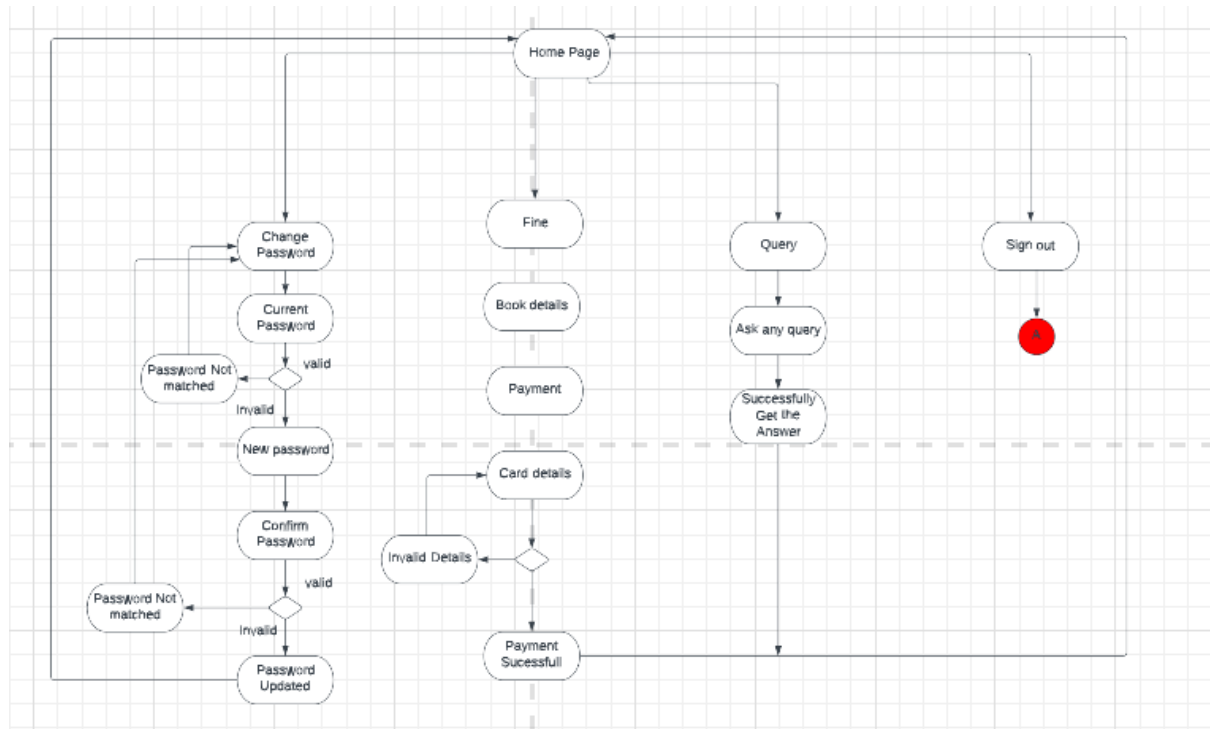 Home Page
Change
Password
Current
Password
valid
Password Not
matched
Invalid
New password
Confirm
Password
valid
Password Not
matched
Invalid
Password
Updated
Fine
Book details
Payment
Card details
Invalid Details
Payment
Sucessfull
Query
Ask any query
Successfully
Get the
Answer
Sign out
A